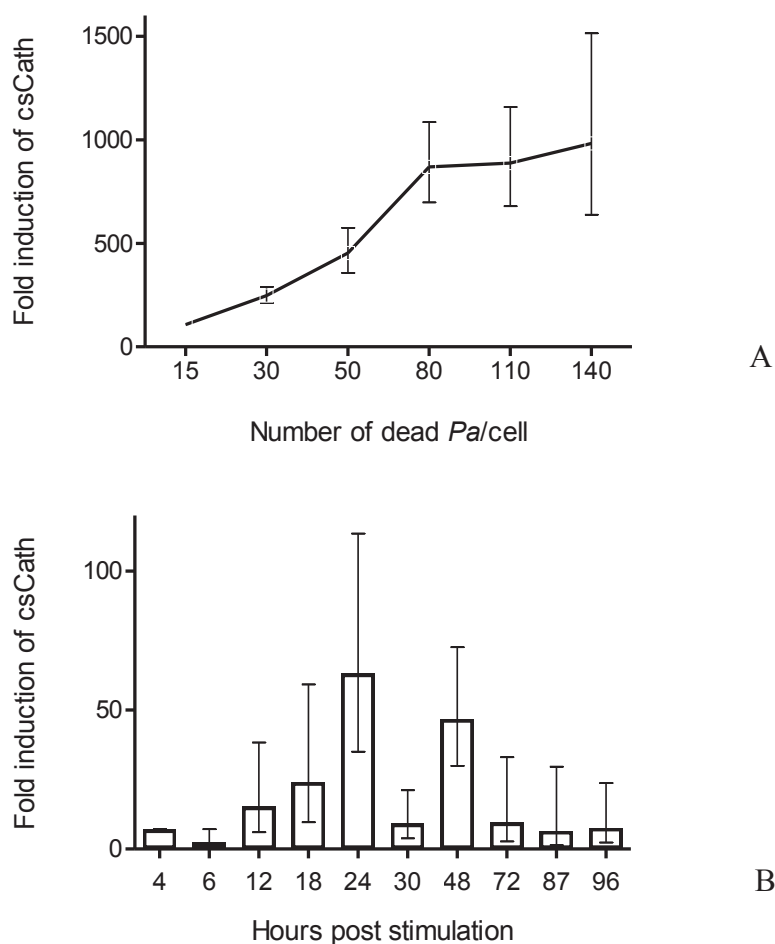 Fold induction of csCath
1500
1000
500
0
15 30 50 80 110 140
Number of dead Pa/cell
A
Fold induction of csCath
100
50
0
4 6 12 18 24 30 48 72 87 96
Hours post stimulation
B